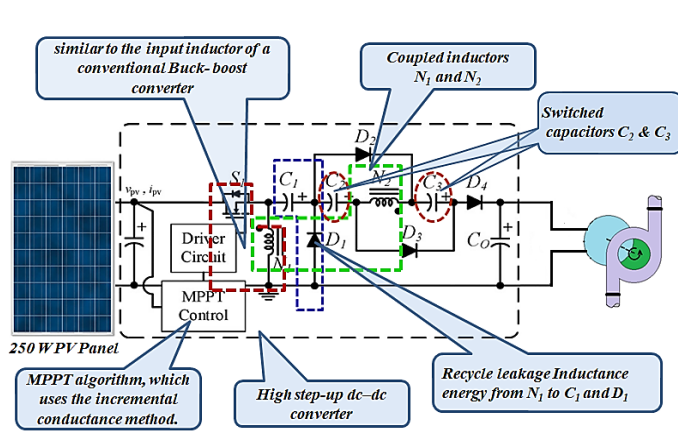 similar to the input inductor of a
conventional Buck- boost
converter
Coupled inductors
N1 and N2
Switched
capacitors C2 & C3
D2
S1
C1
C2
N2
C3
D4
vpv , ipv
Driver
Circuit
N1
D1
D3
CO
MPPT
Control
250 W PV Panel
MPPT algorithm, which
uses the incremental
conductance method.
High step-up dc–dc
converter
Recycle leakage Inductance
energy from N1 to C1 and D1